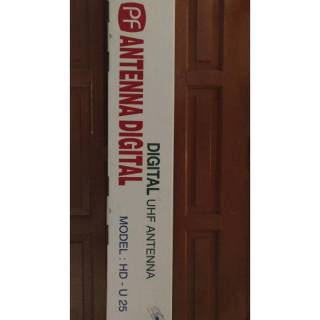 PF ANTENNA DIGITAL
DIGITAL UHF ANTENNA
MODEL : HD - U 25